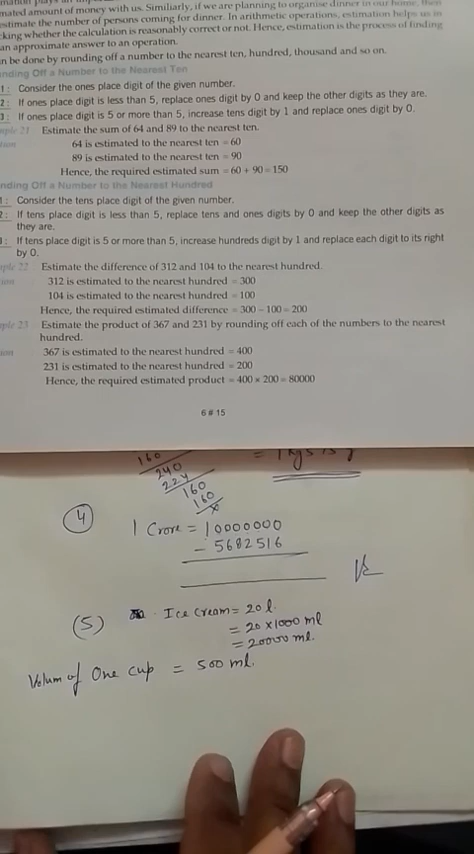 mated amount of money with us. Similiarly, if we are planning to organise dinner in our home, then
estimate the number of persons coming for dinner. In arithmetic operations, estimation helps us in
cking whether the calculation is reasonably correct or not. Hence, estimation is the process of finding
an approximate answer to an operation.
n be done by rounding off a number to the nearest ten, hundred, thousand and so on.
nding Off a Number to the Nearest Ten
1: Consider the ones place digit of the given number.
2: If ones place digit is less than 5, replace ones digit by 0 and keep the other digits as they are.
3: If ones place digit is 5 or more than 5, increase tens digit by 1 and replace ones digit by 0.
mple 21 Estimate the sum of 64 and 89 to the nearest ten.
tion 64 is estimated to the nearest ten = 60
89 is estimated to the nearest ten = 90
Hence, the required estimated sum = 60 + 90 = 150
nding Off a Number to the Nearest Hundred
1: Consider the tens place digit of the given number.
2: If tens place digit is less than 5, replace tens and ones digits by 0 and keep the other digits as
they are.
If tens place digit is 5 or more than 5, increase hundreds digit by 1 and replace each digit to its right
by 0.
mple 22 Estimate the difference of 312 and 104 to the nearest hundred.
312 is estimated to the nearest hundred = 300
104 is estimated to the nearest hundred = 100
Hence, the required estimated difference = 300 – 100 = 200
mple 23 Estimate the product of 367 and 231 by rounding off each of the numbers to the nearest
hundred.
367 is estimated to the nearest hundred = 400
231 is estimated to the nearest hundred = 200
Hence, the required estimated product = 400 × 200 = 80000
6 # 15
160
240
224
160
160
x
4
1 Crore = 10000000
- 5682516
(5) Ice Cream = 20 l.
= 20 x 1000 ml
= 20000 ml.
Volum of One cup = 500 ml.